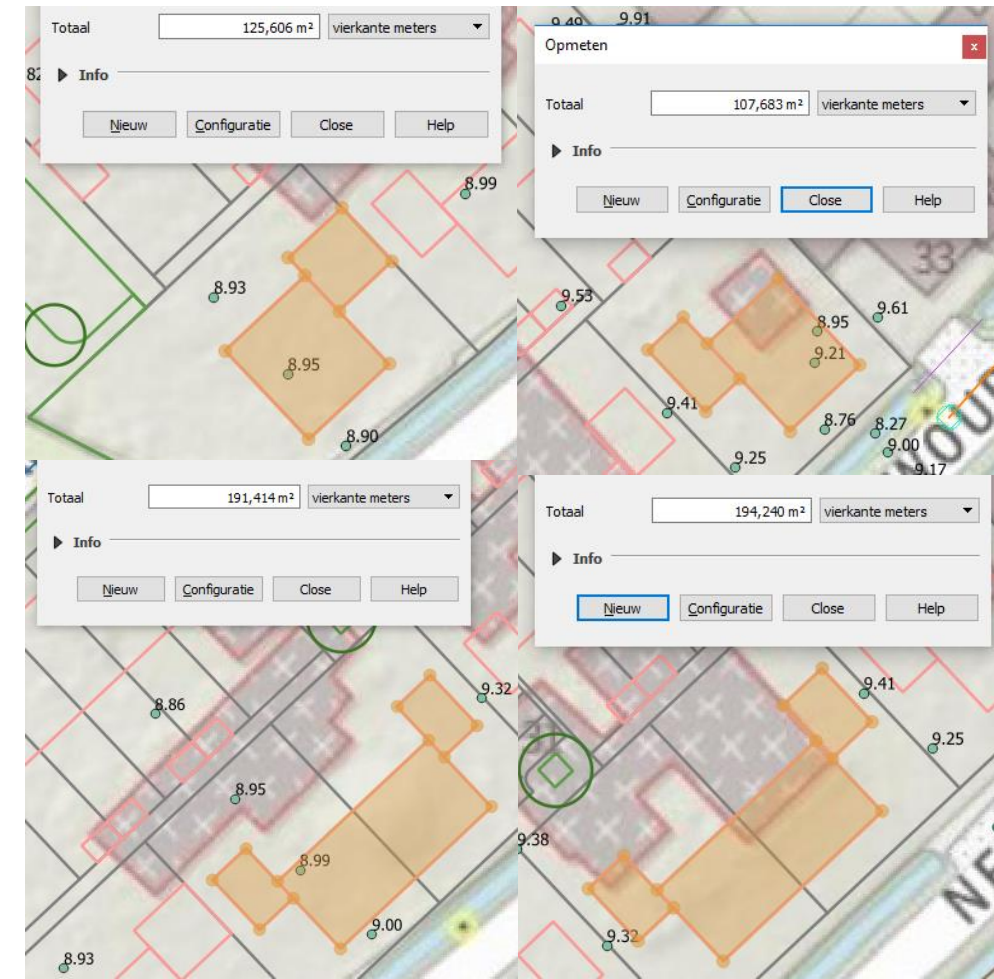 Totaal 125,606 m² vierkante meters
82
Info
Nieuw Configuratie Close Help
8.99
8.93
8.95
8.90
9.49 9.91
Opmeten x
Totaal 107,683 m² vierkante meters
Info
Nieuw Configuratie Close Help
33
9.53
9.61
8.95
9.21
9.41
8.76
8.27
9.00
9.25
9.17
WOUD
Totaal 191,414 m² vierkante meters
Info
Nieuw Configuratie Close Help
9.32
8.86
8.95
8.99
9.00
8.93
Totaal 194,240 m² vierkante meters
Info
Nieuw Configuratie Close Help
9.41
9.25
9.38
9.32
NE